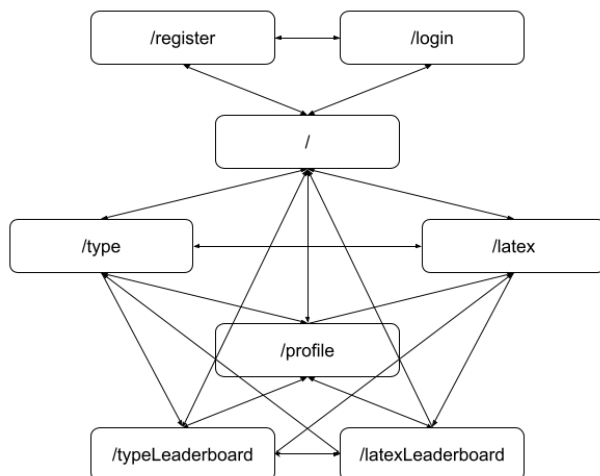 /register
/login
/
/type
/latex
/profile
/typeLeaderboard
/latexLeaderboard